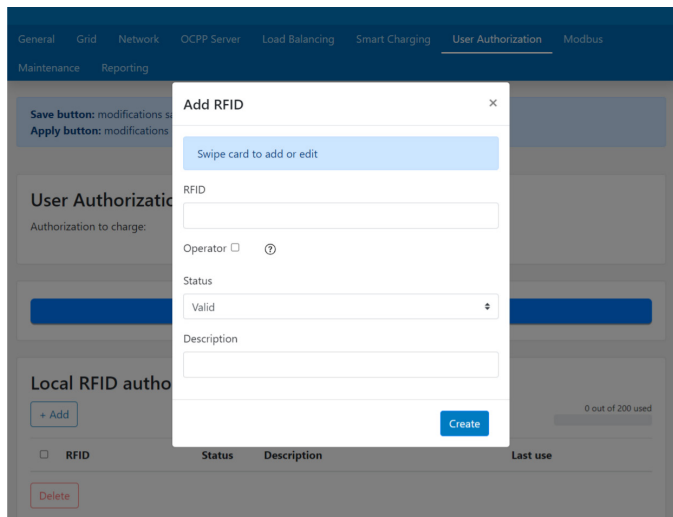 General Grid Network OCPP Server Load Balancing Smart Charging User Authorization Modbus
Maintenance Reporting
Add RFID ×
Save button: modifications sa
Apply button: modifications
Swipe card to add or edit
RFID
User Authorizatio
Authorization to charge:
Operator
Status
Valid
Description
Local RFID autho
+ Add
0 out of 200 used
Create
RFID Status Description Last use
Delete